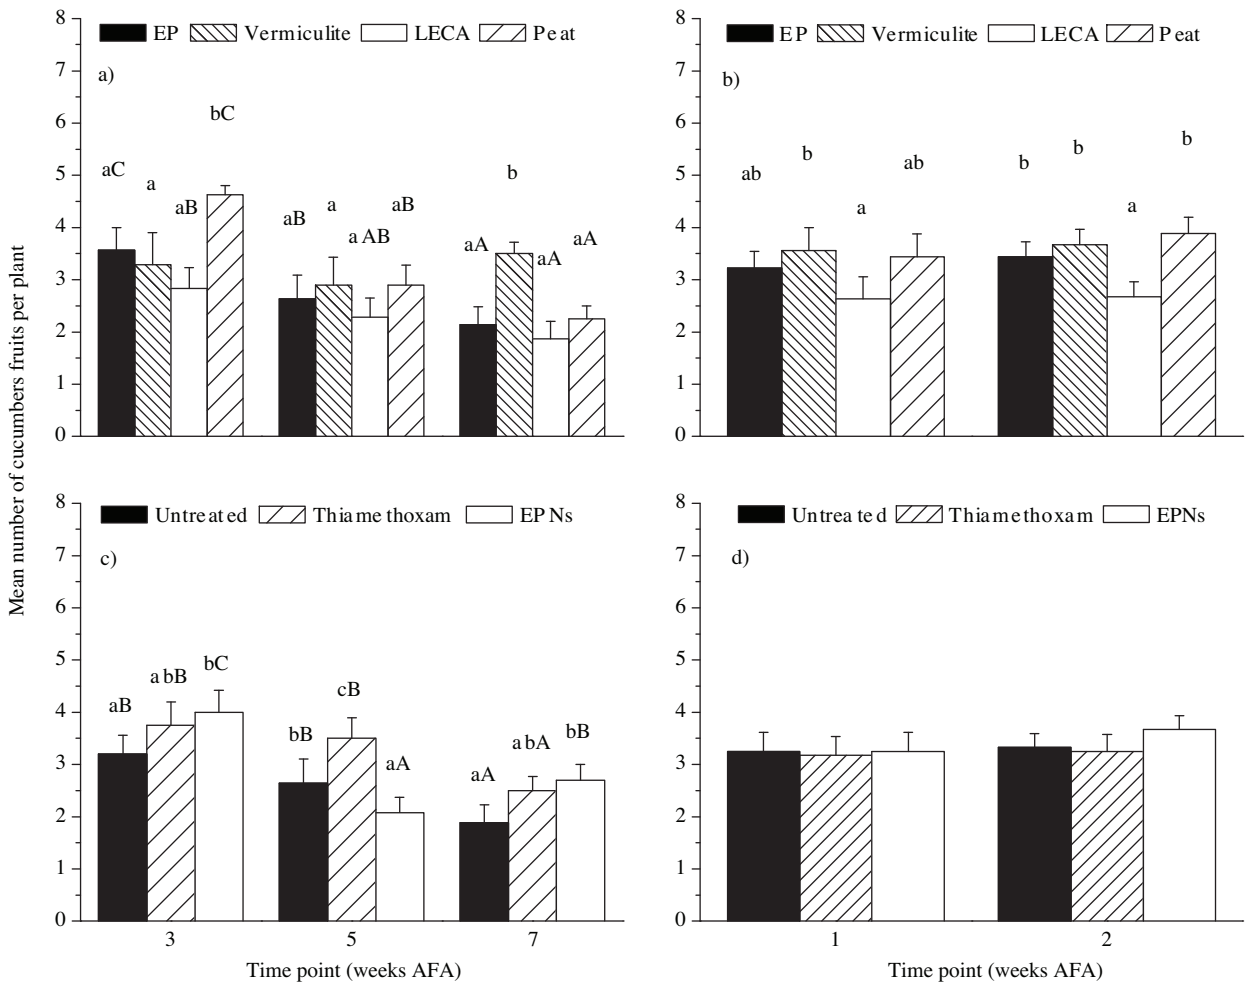 Mean number of cucumbers fruits per plant
8
7
6
5
4
3
2
1
0
EP Vermiculite LECA Peat
a)
aC a aB bC
aB a aAB aB
aA b aA aA
8
7
6
5
4
3
2
1
0
EP Vermiculite LECA Peat
b)
ab b a ab
b b a b
8
7
6
5
4
3
2
1
0
Untreated Thiamethoxam EPNs
c)
aB abB bC
bB cB aA
aA abA bB
3 5 7
Time point (weeks AFA)
8
7
6
5
4
3
2
1
0
Untreated Thiamethoxam EPNs
d)
1 2
Time point (weeks AFA)